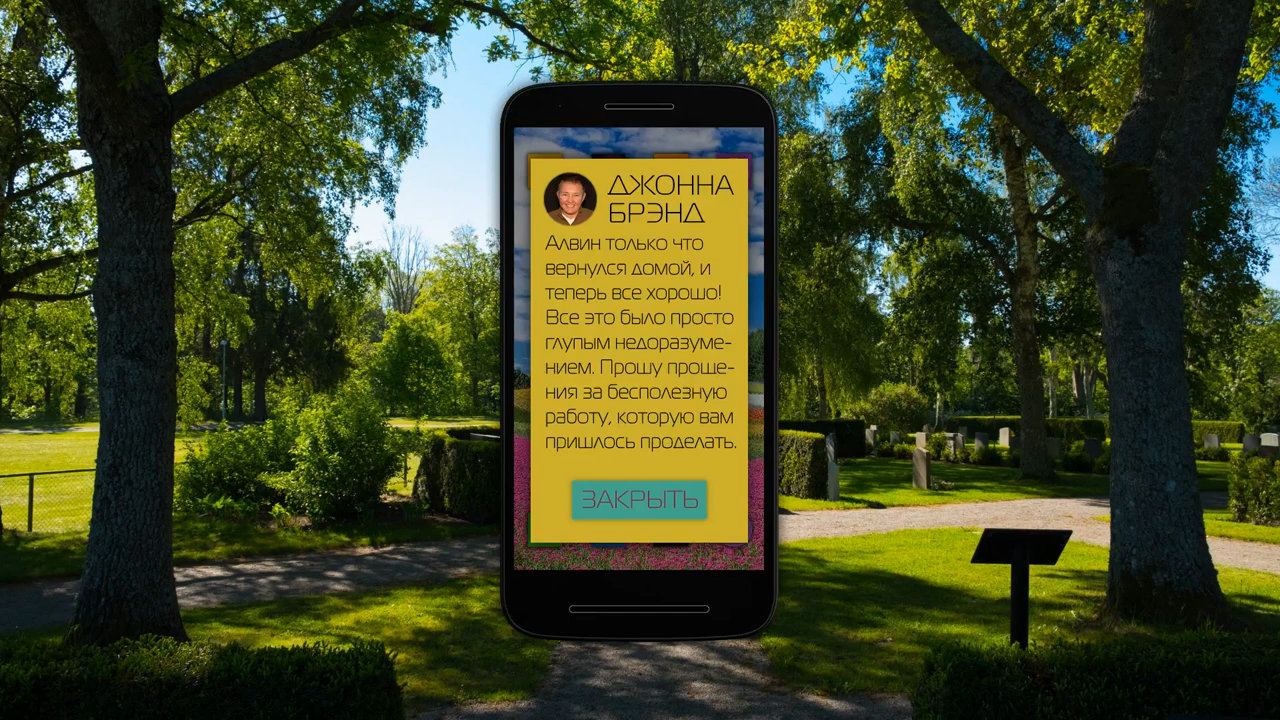 ДЖОННА
БРЭНД
Алвин только что
вернулся домой, и
теперь все хорошо!
Все это было просто
глупым недоразуме-
нием. Прошу проще-
ния за бесполезную
работу, которую вам
пришлось проделать.
ЗАКРЫТЬ